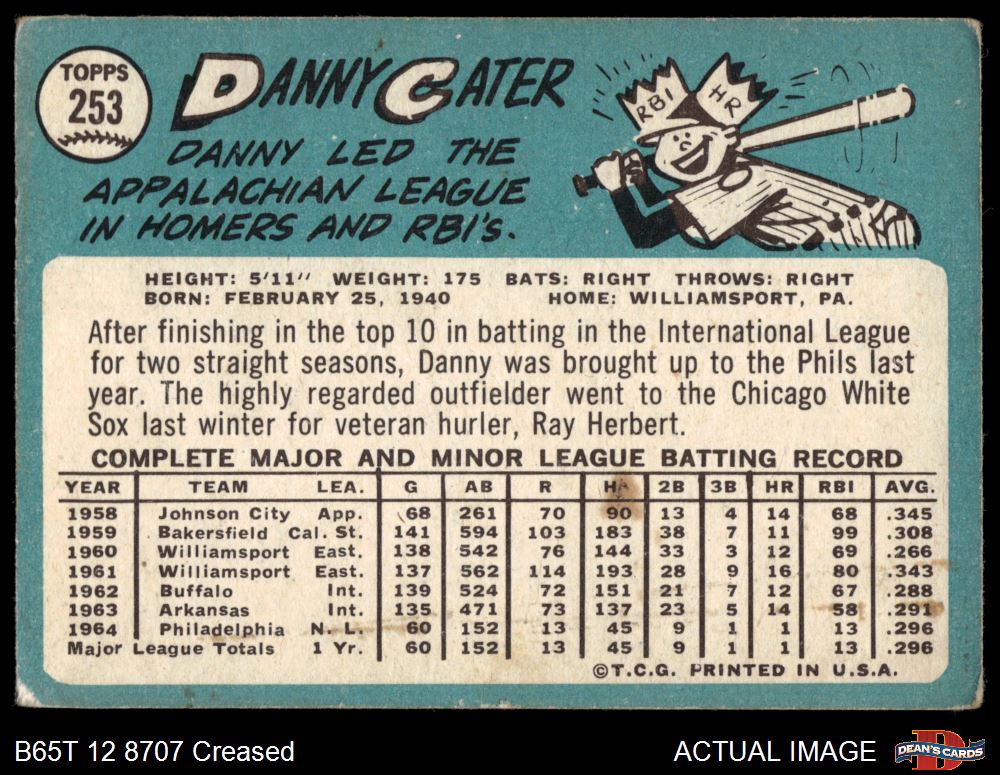 TOPPS
253
DANNY CATER
DANNY LED THE
APPALACHIAN LEAGUE
IN HOMERS AND RBI'S.
RBI HR
HEIGHT: 5'11" WEIGHT: 175 BATS: RIGHT THROWS: RIGHT
BORN: FEBRUARY 25, 1940 HOME: WILLIAMSPORT, PA.
After finishing in the top 10 in batting in the International League
for two straight seasons, Danny was brought up to the Phils last
year. The highly regarded outfielder went to the Chicago White
Sox last winter for veteran hurler, Ray Herbert.
COMPLETE MAJOR AND MINOR LEAGUE BATTING RECORD
YEAR TEAM LEA. G AB R H 2B 3B HR RBI AVG.
1958 Johnson City App. 68 261 70 90 13 4 14 68 .345
1959 Bakersfield Cal. St. 141 594 103 183 38 7 11 99 .308
1960 Williamsport East. 138 542 76 144 33 3 12 69 .266
1961 Williamsport East. 137 562 114 193 28 9 16 80 .343
1962 Buffalo Int. 139 524 72 151 21 7 12 67 .288
1963 Arkansas Int. 135 471 73 137 23 5 14 58 .291
1964 Philadelphia N. L. 60 152 13 45 9 1 1 13 .296
Major League Totals 1 Yr. 60 152 13 45 9 1 1 13 .296
©T.C.G. PRINTED IN U.S.A.
B65T 12 8707 Creased
ACTUAL IMAGE
DEAN'S CARDS